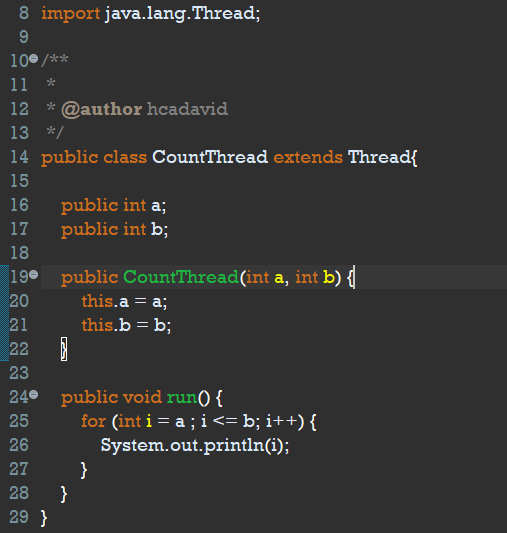 8 import java.lang.Thread;
9
10 /**
11 *
12 * @author hcadavid
13 */
14 public class CountThread extends Thread{
15
16 public int a;
17 public int b;
18
19 public CountThread(int a, int b) {
20 this.a = a;
21 this.b = b;
22 }
23
24 public void run() {
25 for (int i = a ; i <= b; i++) {
26 System.out.println(i);
27 }
28 }
29 }